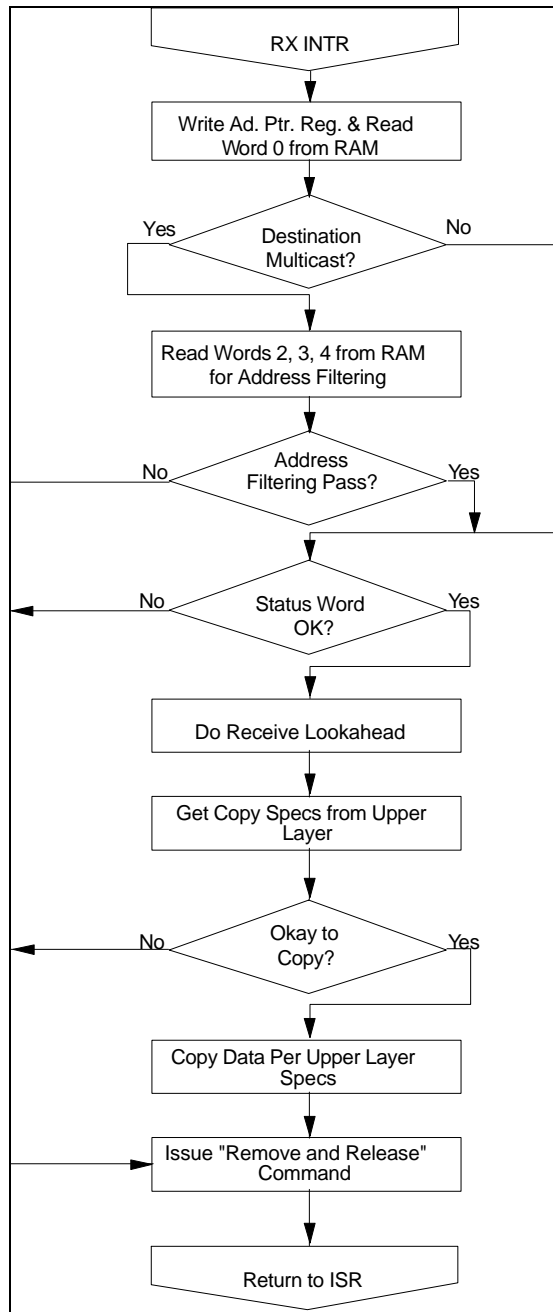 RX INTR
Write Ad. Ptr. Reg. & Read
Word 0 from RAM
Yes
No
Destination
Multicast?
Read Words 2, 3, 4 from RAM
for Address Filtering
No
Address
Yes
Filtering Pass?
No
Status Word
Yes
OK?
Do Receive Lookahead
Get Copy Specs from Upper
Layer
No
Okay to
Yes
Copy?
Copy Data Per Upper Layer
Specs
Issue "Remove and Release"
Command
Return to ISR